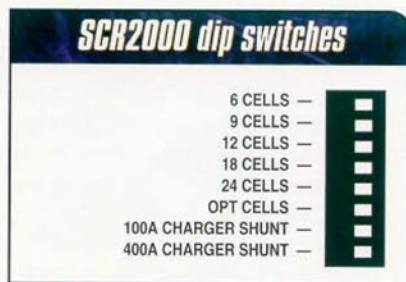 SCR2000 dip switches
6 CELLS —
9 CELLS —
12 CELLS —
18 CELLS —
24 CELLS —
OPT CELLS —
100A CHARGER SHUNT —
400A CHARGER SHUNT —